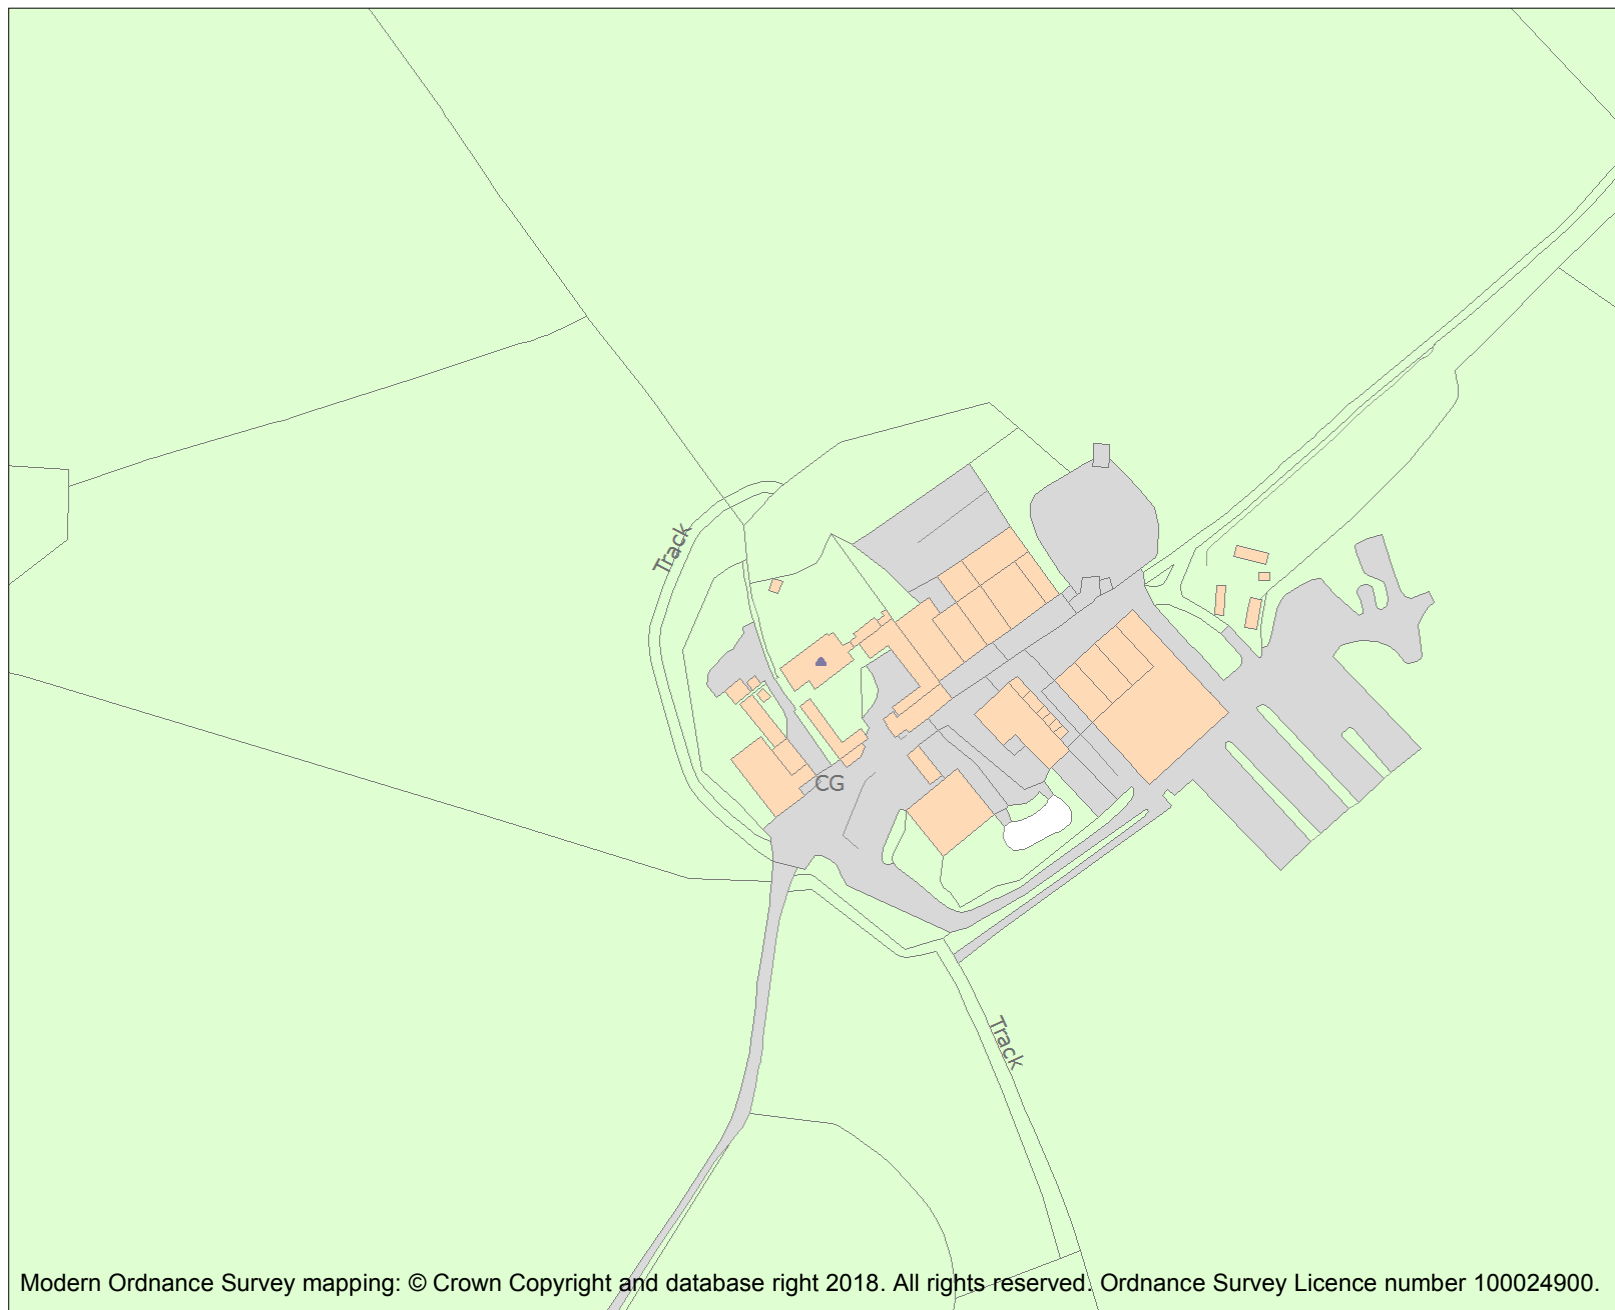 Track
CG
Track
Modern Ordnance Survey mapping: © Crown Copyright and database right 2018. All rights reserved. Ordnance Survey Licence number 100024900.